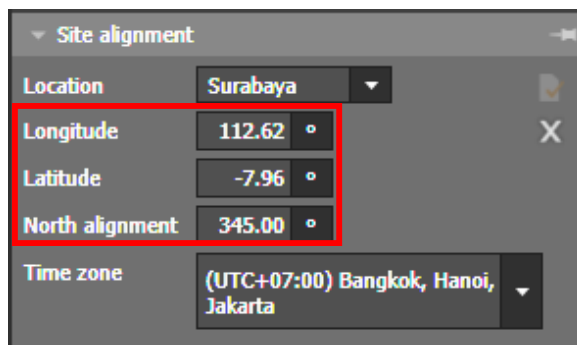 Site alignment
Location Surabaya
Longitude 112.62 °
Latitude -7.96 °
North alignment 345.00 °
Time zone (UTC+07:00) Bangkok, Hanoi,
Jakarta